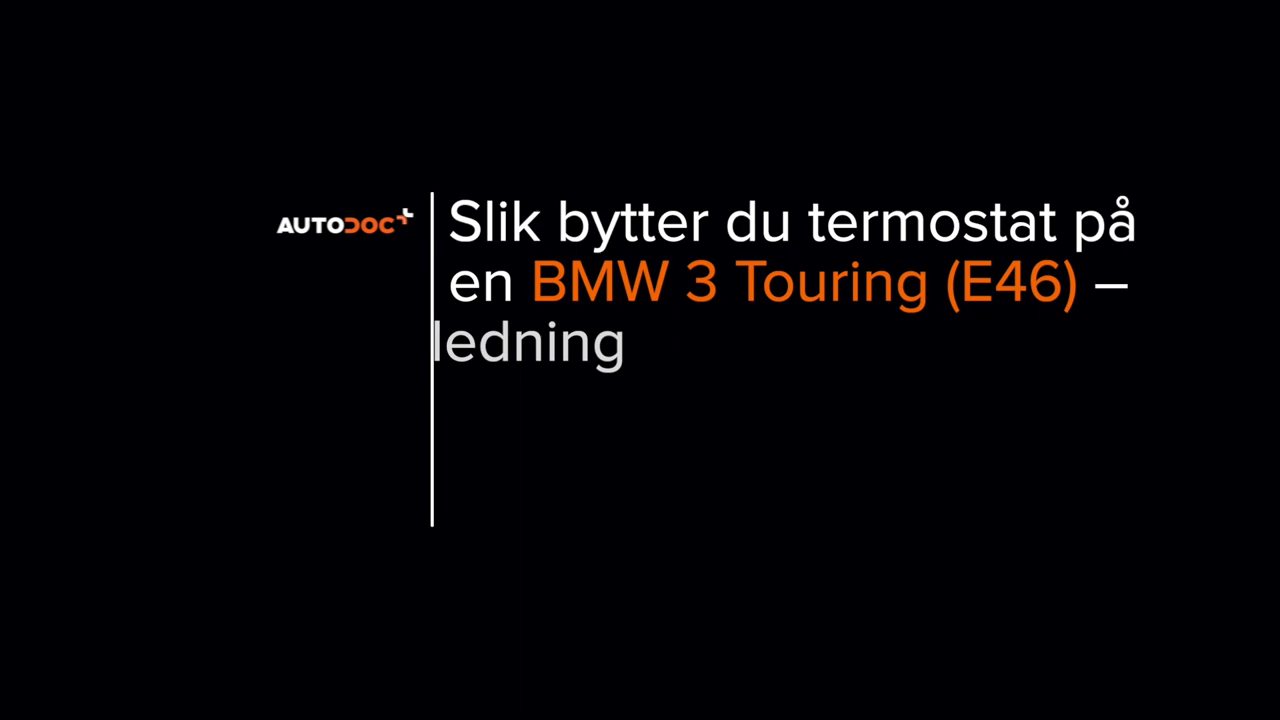 AUTODOC
Slik bytter du termostat på
en BMW 3 Touring (E46) –
ledning